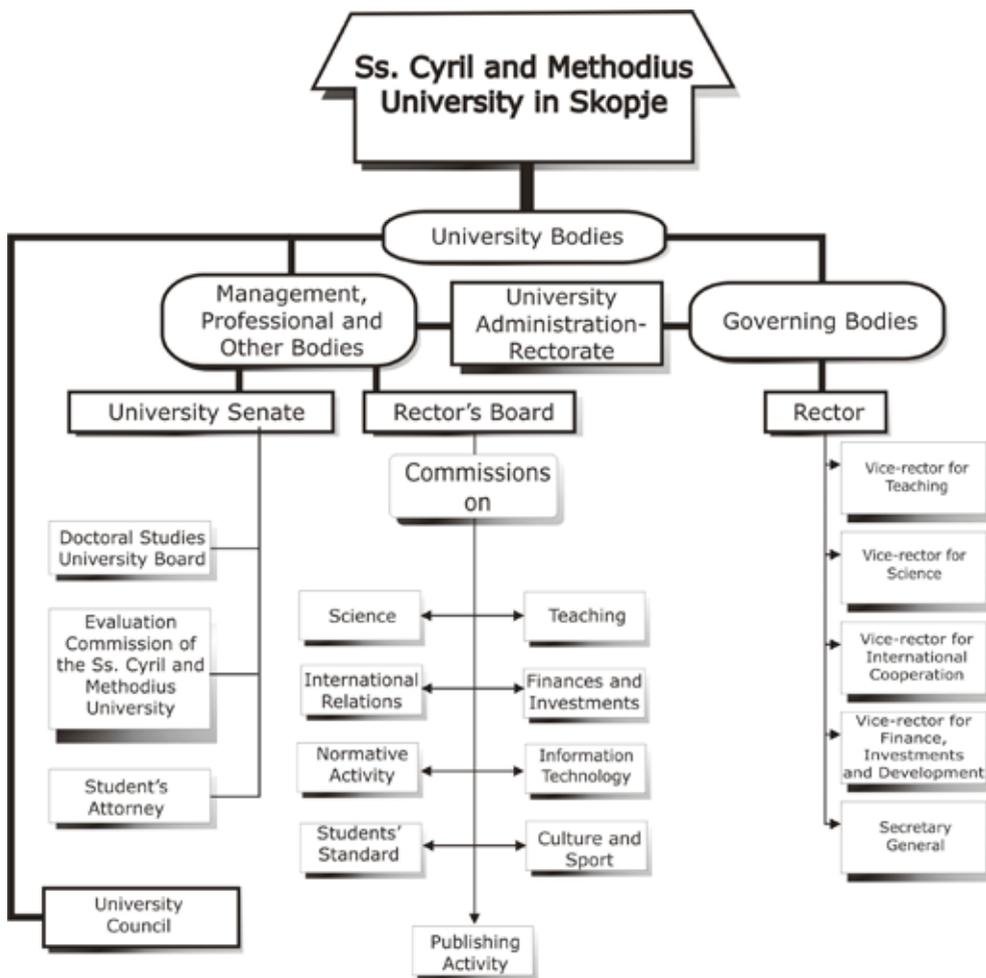 Ss. Cyril and Methodius
University in Skopje
University Bodies
Management,
Professional and
Other Bodies
University
Administration-
Rectorate
Governing Bodies
University Senate
Rector's Board
Rector
Commissions
on
Doctoral Studies
University Board
Evaluation
Commission of
the Ss. Cyril and
Methodius
University
Student's
Attorney
Science
Teaching
International
Relations
Finances and
Investments
Normative
Activity
Information
Technology
Students'
Standard
Culture and
Sport
Publishing
Activity
Vice-rector for
Teaching
Vice-rector for
Science
Vice-rector for
International
Cooperation
Vice-rector for
Finance,
Investments
and Development
Secretary
General
University
Council